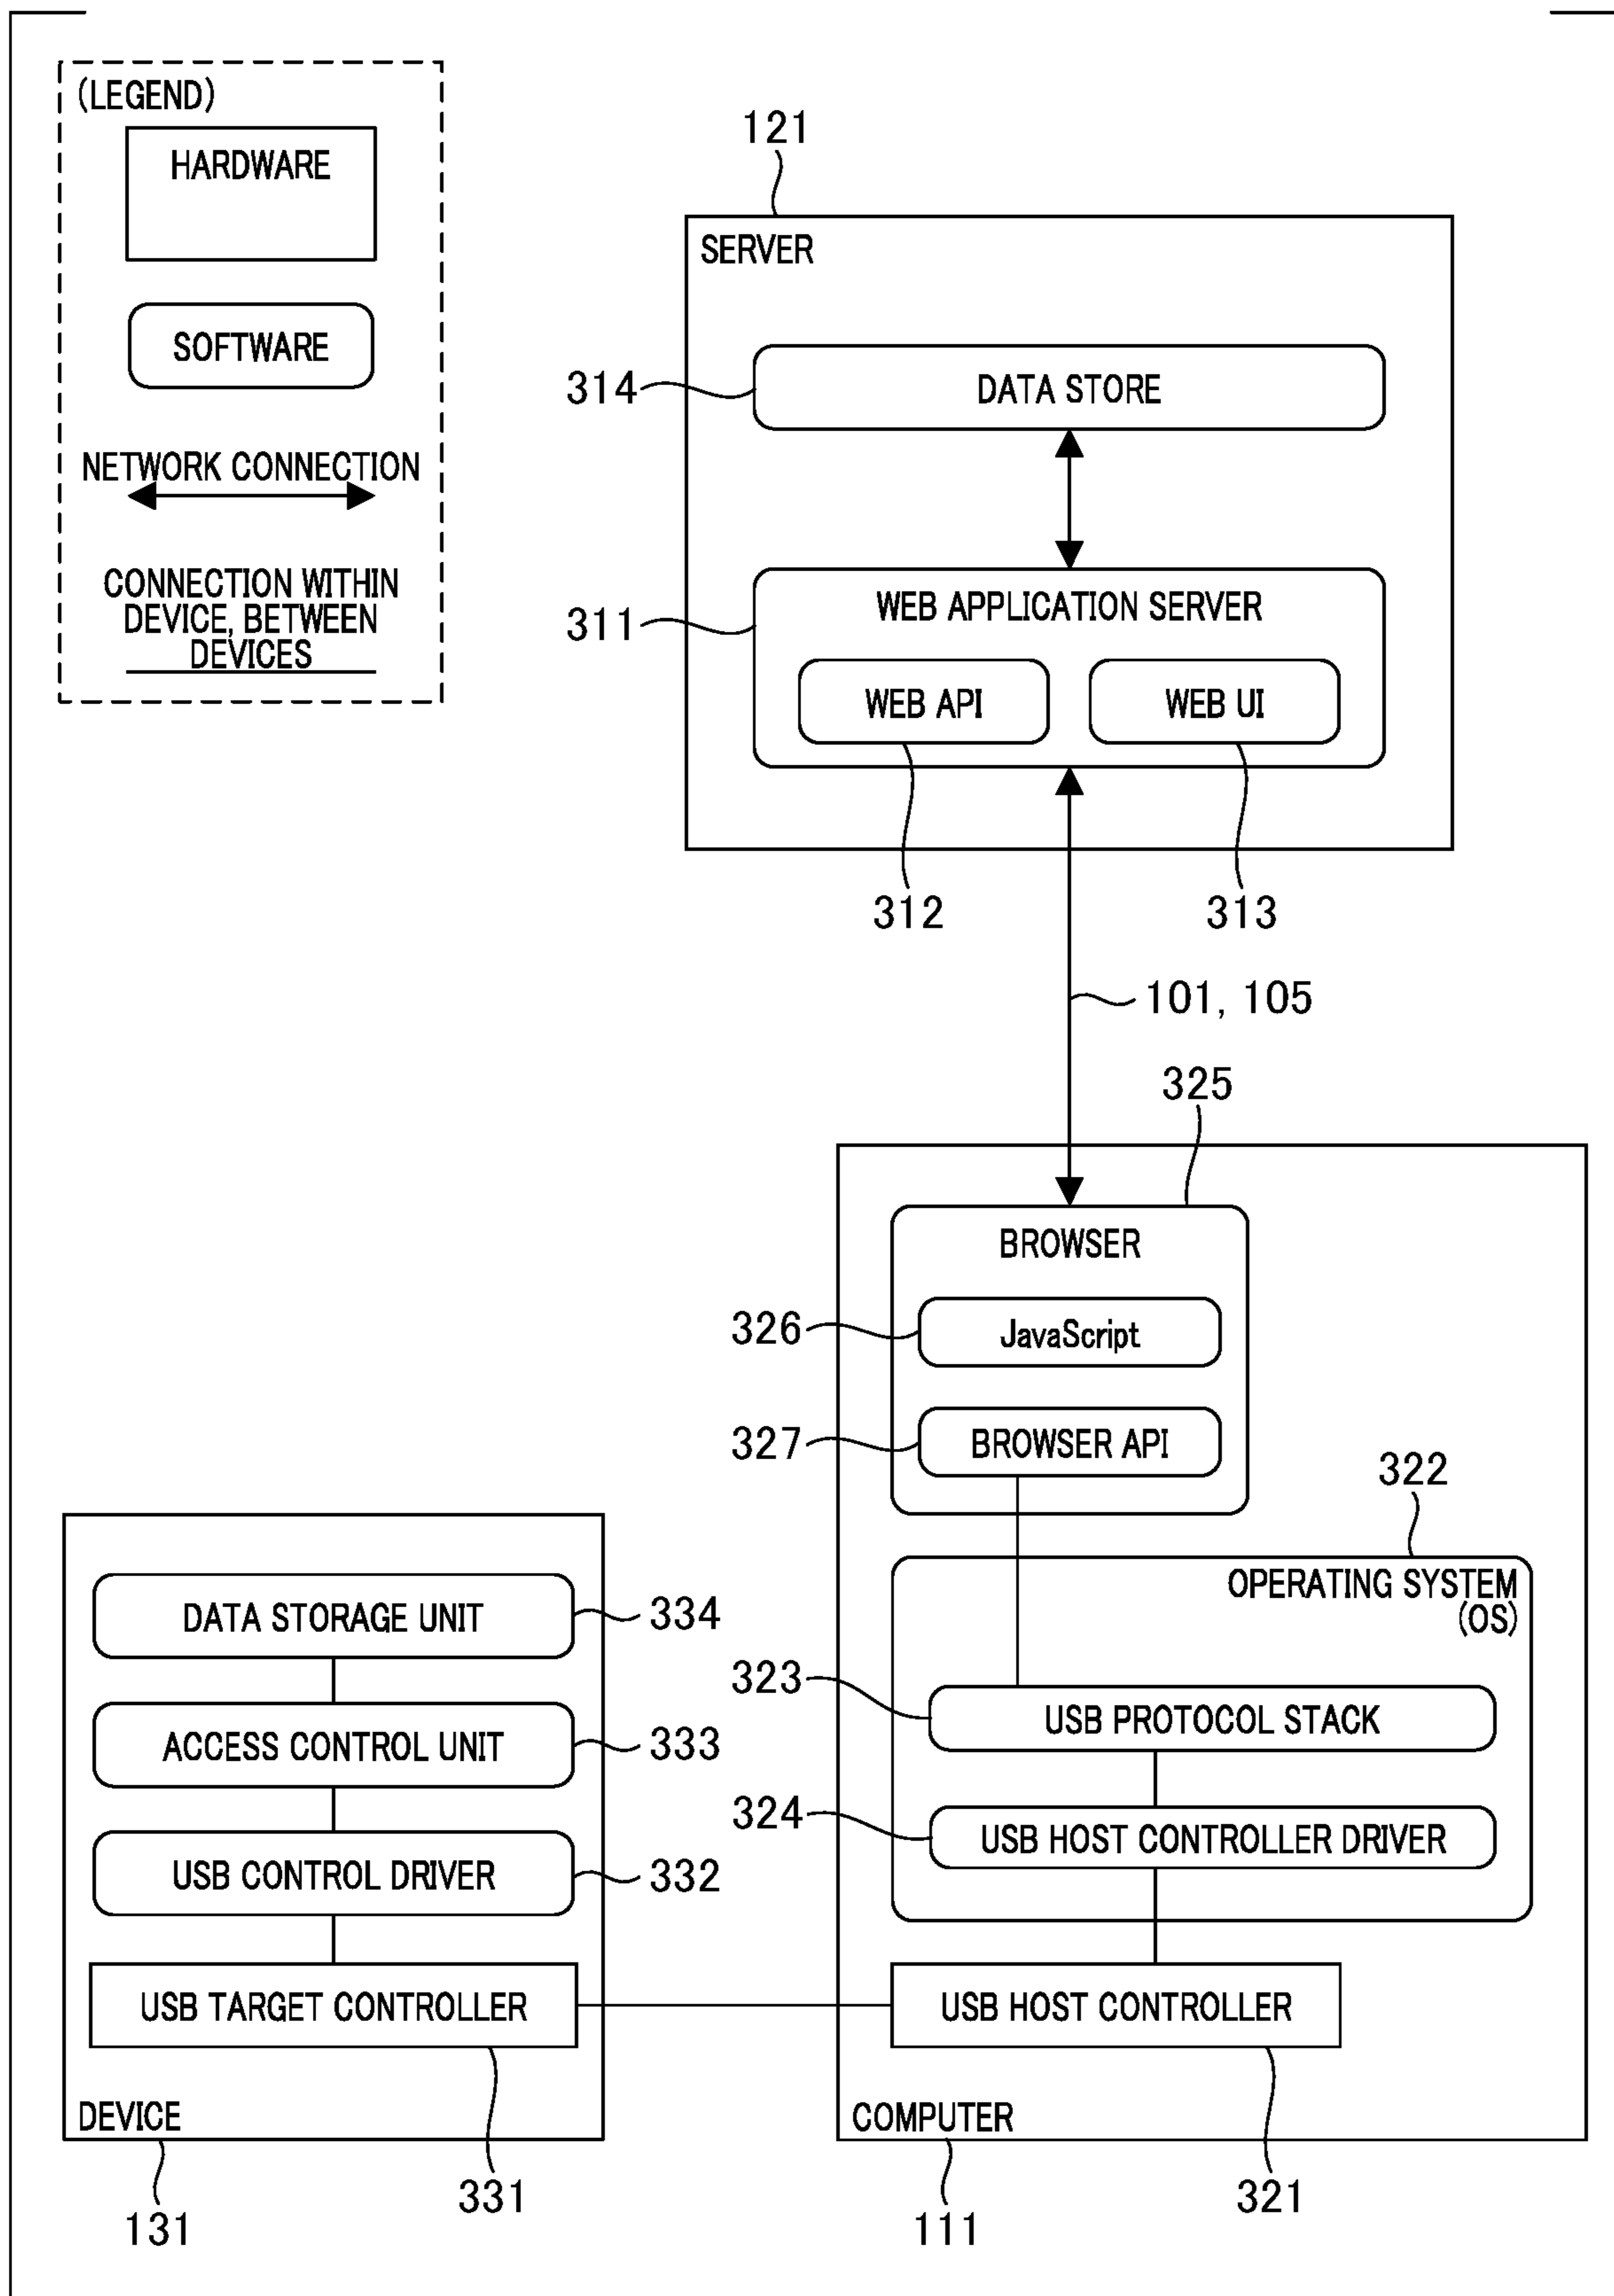 (LEGEND)
HARDWARE
SOFTWARE
NETWORK CONNECTION
CONNECTION WITHIN
DEVICE, BETWEEN
DEVICES
121
SERVER
314
DATA STORE
311
WEB APPLICATION SERVER
WEB API
WEB UI
312
313
101, 105
325
BROWSER
326
JavaScript
327
BROWSER API
322
OPERATING SYSTEM
(OS)
323
USB PROTOCOL STACK
324
USB HOST CONTROLLER DRIVER
USB HOST CONTROLLER
COMPUTER
111
321
DATA STORAGE UNIT
334
ACCESS CONTROL UNIT
333
USB CONTROL DRIVER
332
USB TARGET CONTROLLER
DEVICE
131
331